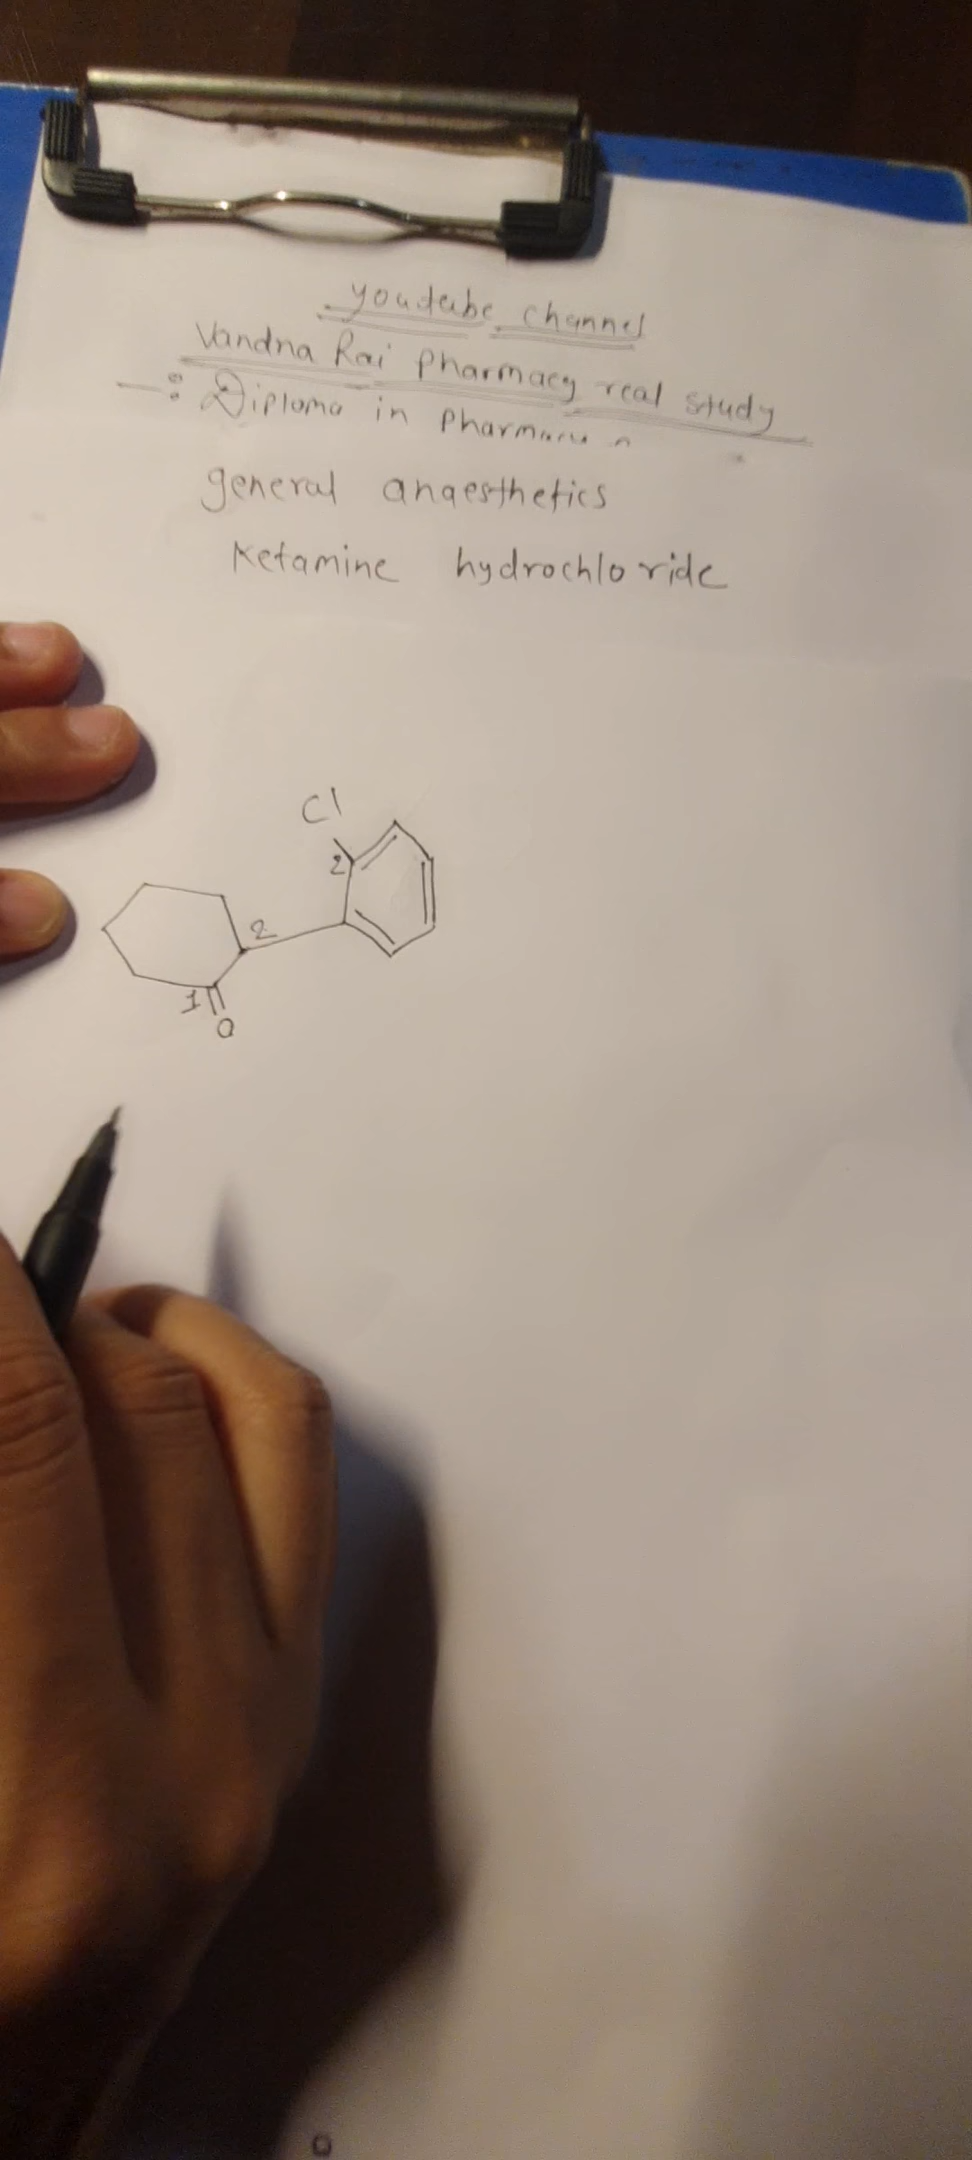 youtube channel
Vandna Rai Pharmacy real study
-: Diploma in
general anaesthetics
Ketamine hydrochloride
Cl
2
2
1
O